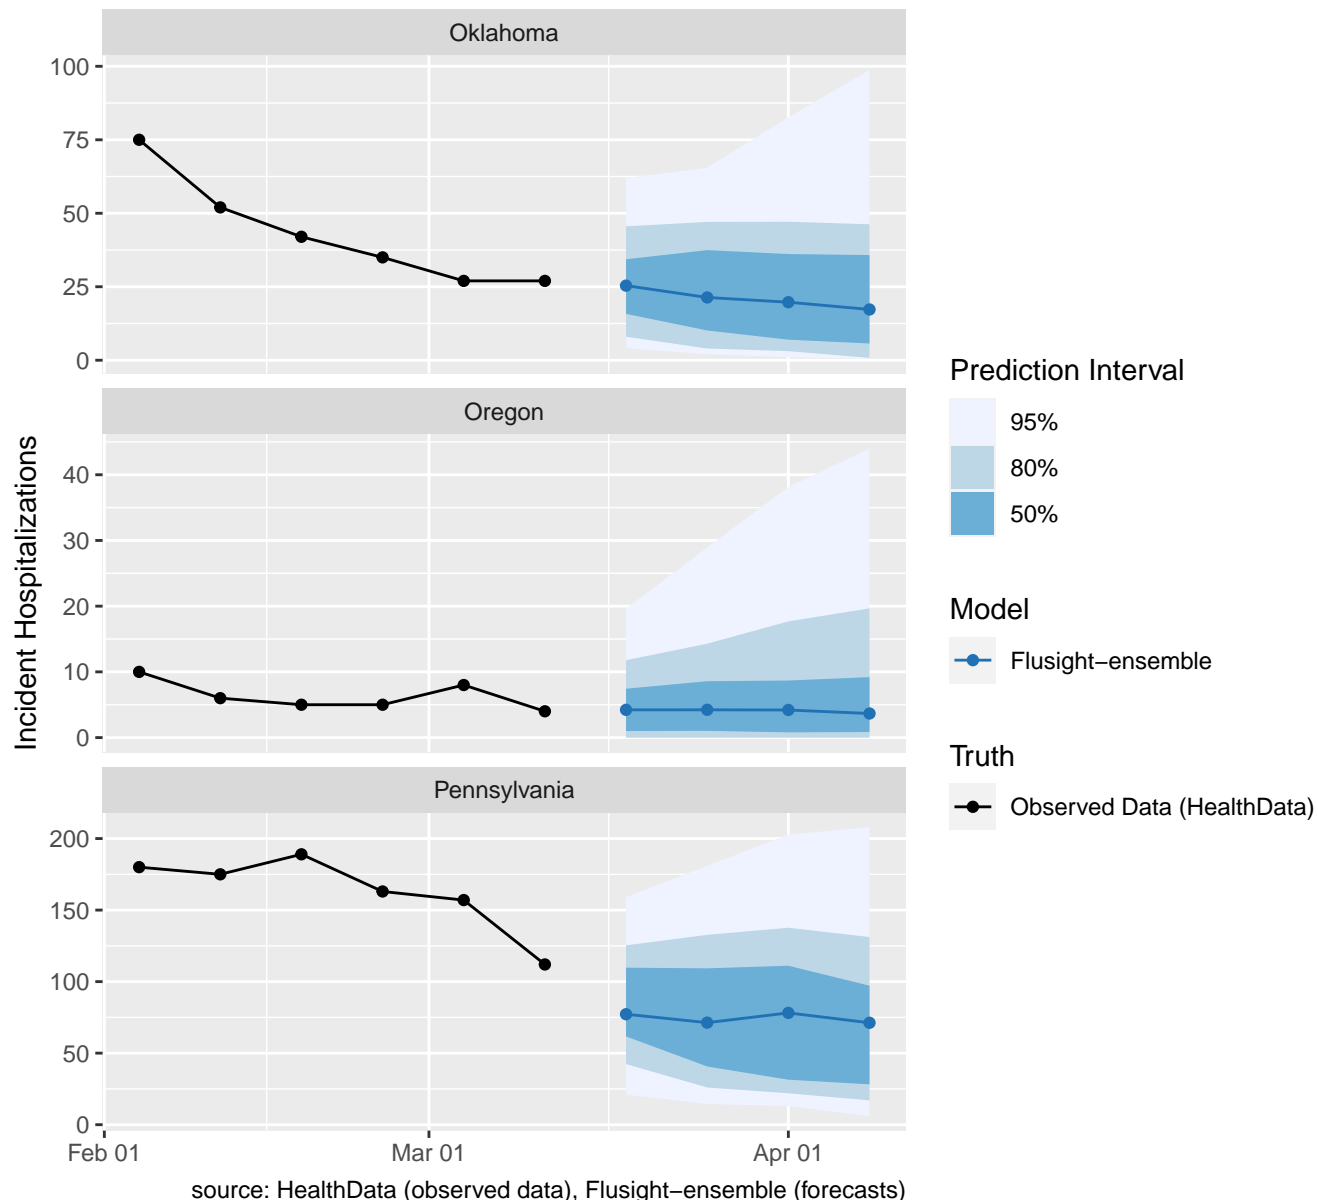 Oklahoma
100
75
50
25
0
Oregon
40
30
20
10
0
Pennsylvania
200
150
100
50
0
Feb 01
Mar 01
Apr 01
Incident Hospitalizations
source: HealthData (observed data), Flusight−ensemble (forecasts)
Prediction Interval
95%
80%
50%
Model
Flusight−ensemble
Truth
Observed Data (HealthData)